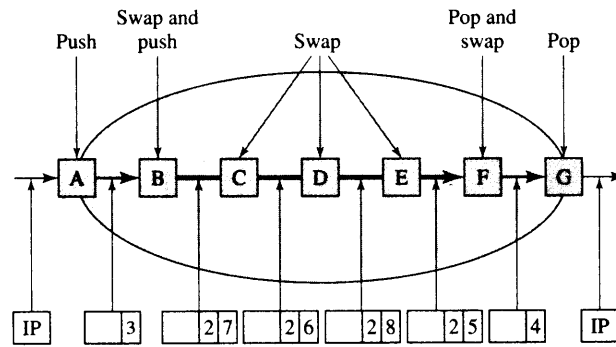 Swap and
push
Pop and
swap
Push
Swap
Pop
A B C D E F G
IP 3 2 7 2 6 2 8 2 5 4 IP